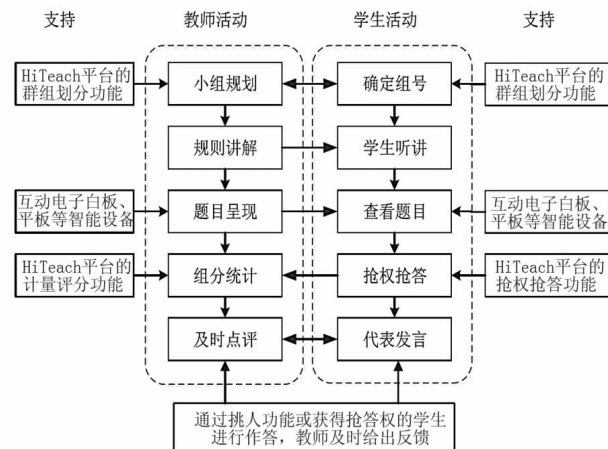 支持
教师活动
学生活动
支持
HiTeach平台的
群组划分功能
小组规划
确定组号
HiTeach平台的
群组划分功能
规则讲解
学生听讲
互动电子白板、
平板等智能设备
题目呈现
查看题目
互动电子白板、
平板等智能设备
HiTeach平台的
计量评分功能
组分统计
抢权抢答
HiTeach平台的
抢权抢答功能
及时点评
代表发言
通过挑人功能或获得抢答权的学生
进行作答，教师及时给出反馈